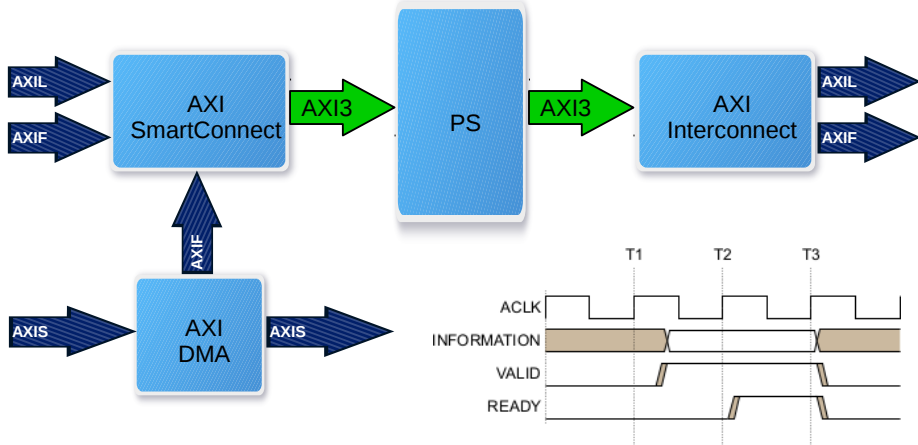 AXIL
AXIF
AXI
SmartConnect
AXI3
PS
AXI3
AXI
Interconnect
AXIL
AXIF
AXIF
AXIS
AXI
DMA
AXIS
T1 T2 T3
ACLK
INFORMATION
VALID
READY